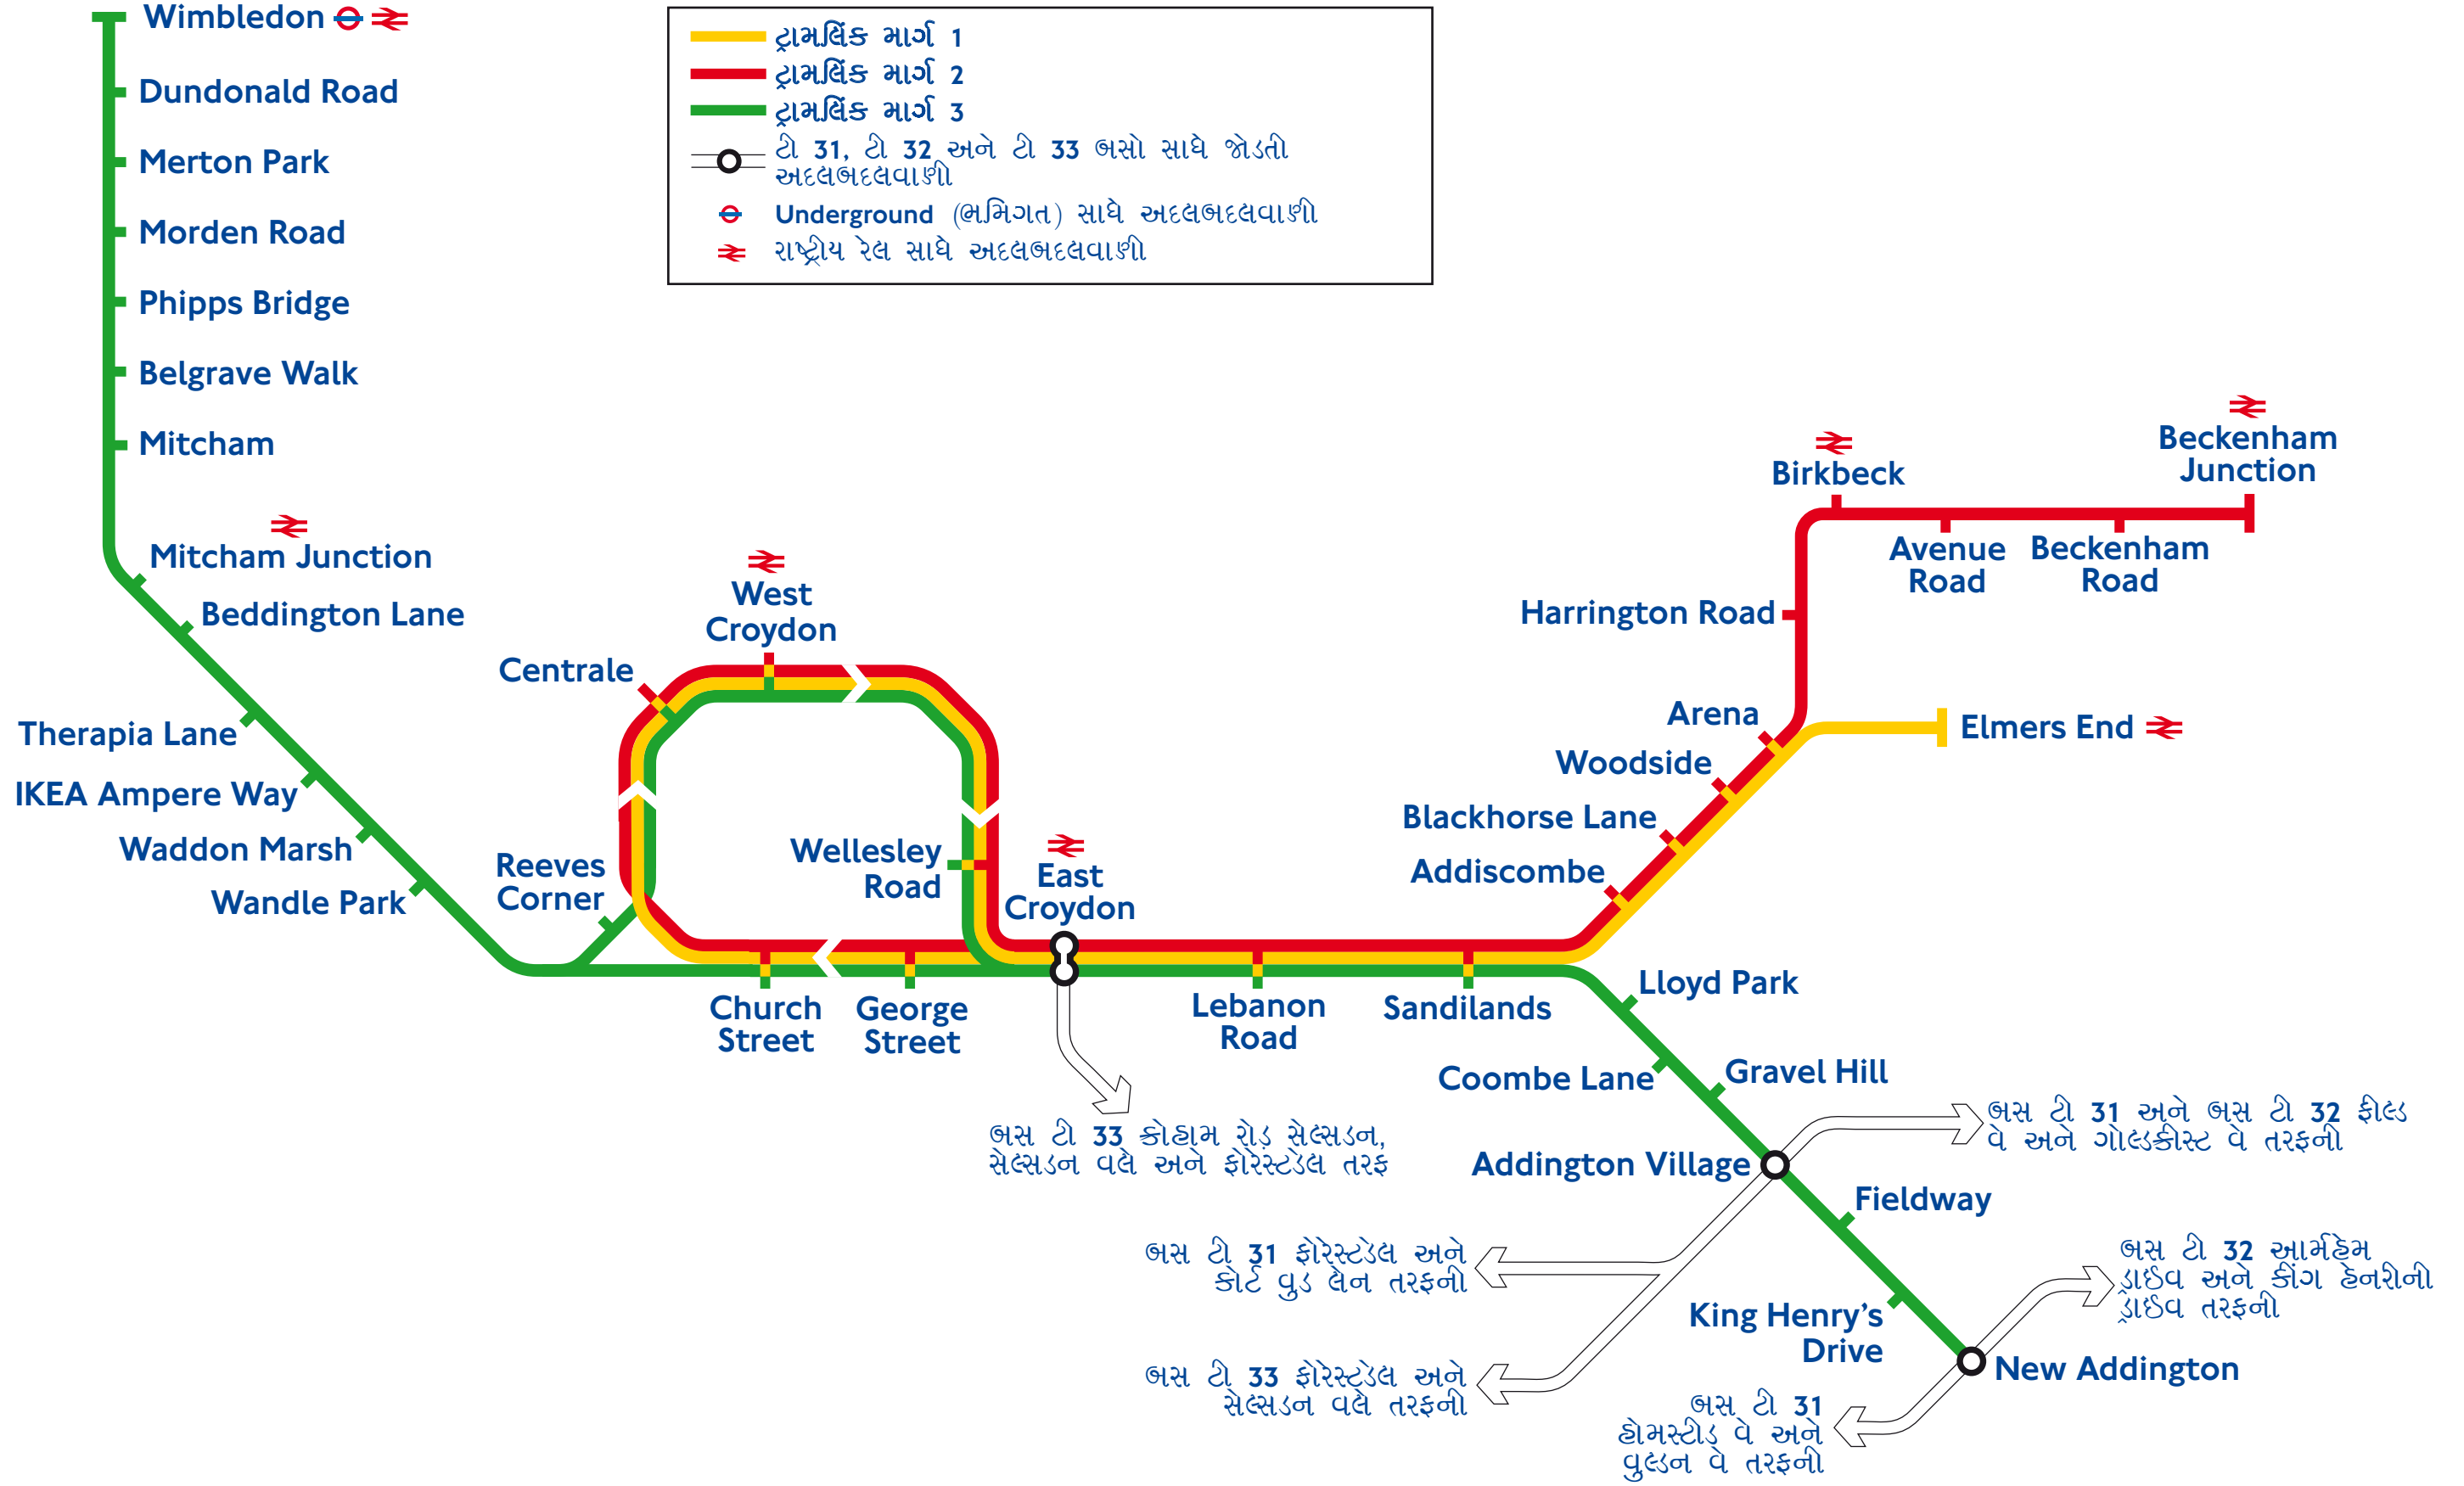 Wimbledon
Dundonald Road
Merton Park
Morden Road
Phipps Bridge
Belgrave Walk
Mitcham
Mitcham Junction
Beddington Lane
Therapia Lane
IKEA Ampere Way
Waddon Marsh
Wandle Park
ટ્રામલિંક માર્ગ 1
ટ્રામલિંક માર્ગ 2
ટ્રામલિંક માર્ગ 3
ટી 31, ટી 32 અને ટી 33 બસો સાથે જોડતી
અદલબદલવાળી
Underground (ભમિગત) સાથે અદલબદલવાળી
રાષ્ટ્રીય રેલ સાથે અદલબદલવાળી
Reeves
Corner
Centrale
West
Croydon
Wellesley
Road
East
Croydon
Church
Street
George
Street
Lebanon
Road
Sandilands
Addiscombe
Blackhorse Lane
Woodside
Arena
Elmers End
Harrington Road
Birkbeck
Avenue
Road
Beckenham
Road
Beckenham
Junction
Lloyd Park
Coombe Lane
Gravel Hill
Addington Village
Fieldway
King Henry's
Drive
New Addington
બસ ટી 33 ક્રોહામ રોડ સેલ્સડન,
સેલ્સડન વલે અને ફોરેસ્ટડેલ તરફ
બસ ટી 31 અને બસ ટી 32 ફીલ્ડ
વે અને ગોલ્ડક્રીસ્ટ વે તરફની
બસ ટી 31 ફોરેસ્ટડેલ અને
કોર્ટ વુડ લેન તરફની
બસ ટી 33 ફોરેસ્ટડેલ અને
સેલ્સડન વલે તરફની
બસ ટી 32 આર્મહેમ
ડ્રાઈવ અને કીંગ હેનરીની
ડ્રાઈવ તરફની
બસ ટી 31
હોમસ્ટીડ વે અને
વુલ્ડન વે તરફની